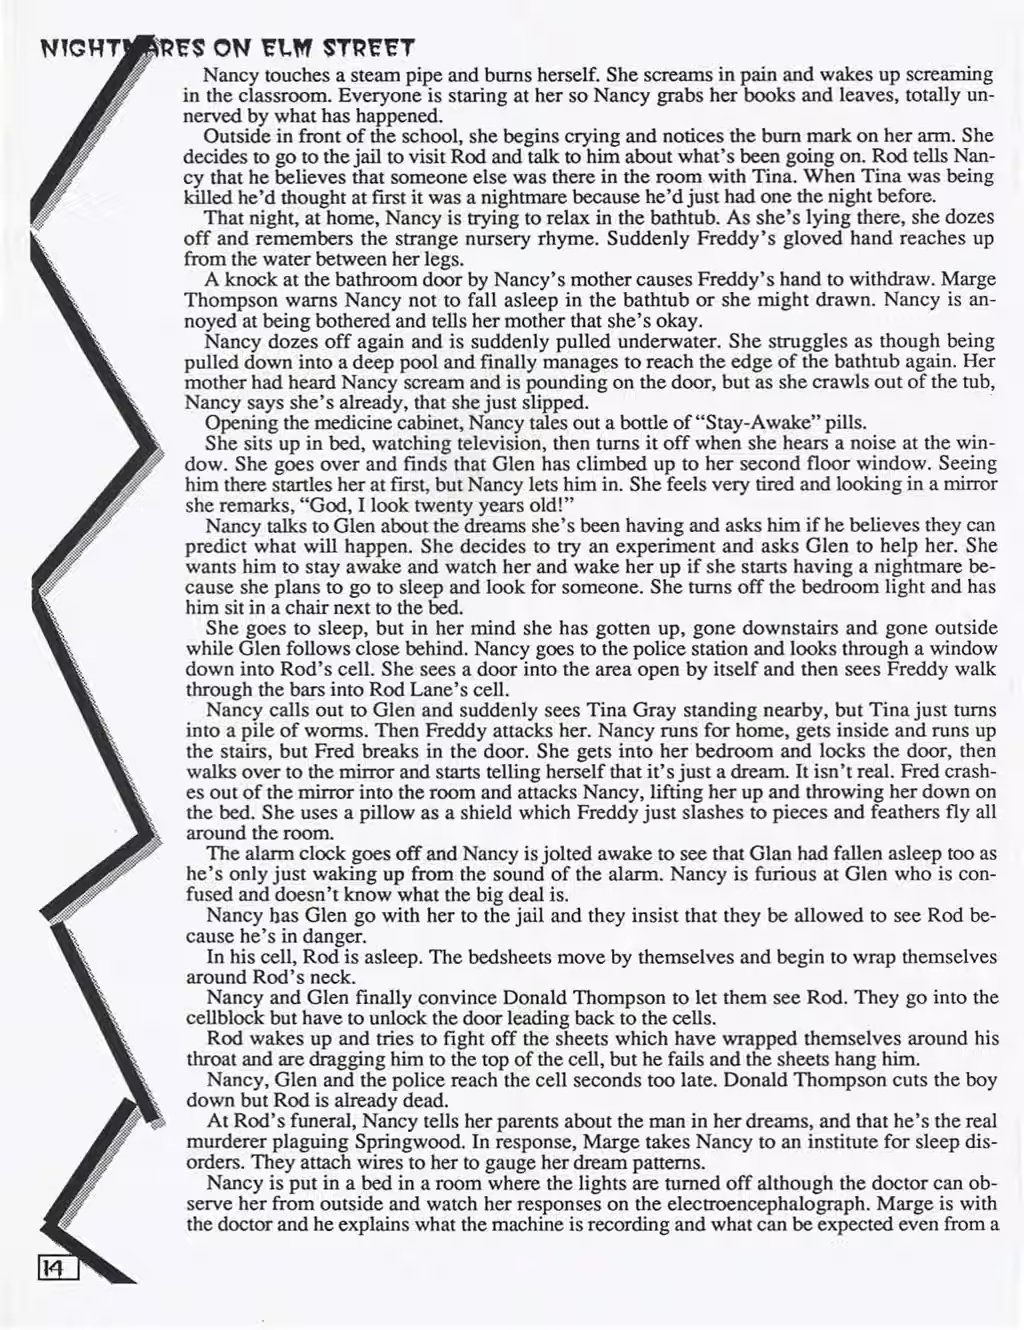 NIGHTMARES ON ELM STREET
Nancy touches a steam pipe and burns herself. She screams in pain and wakes up screaming
in the classroom. Everyone is staring at her so Nancy grabs her books and leaves, totally un-
nerved by what has happened.
Outside in front of the school, she begins crying and notices the burn mark on her arm. She
decides to go to the jail to visit Rod and talk to him about what's been going on. Rod tells Nan-
cy that he believes that someone else was there in the room with Tina. When Tina was being
killed he'd thought at first it was a nightmare because he'd just had one the night before.
That night, at home, Nancy is trying to relax in the bathtub. As she's lying there, she dozes
off and remembers the strange nursery rhyme. Suddenly Freddy's gloved hand reaches up
from the water between her legs.
A knock at the bathroom door by Nancy's mother causes Freddy's hand to withdraw. Marge
Thompson warns Nancy not to fall asleep in the bathtub or she might drawn. Nancy is an-
noyed at being bothered and tells her mother that she's okay.
Nancy dozes off again and is suddenly pulled underwater. She struggles as though being
pulled down into a deep pool and finally manages to reach the edge of the bathtub again. Her
mother had heard Nancy scream and is pounding on the door, but as she crawls out of the tub,
Nancy says she's already, that she just slipped.
Opening the medicine cabinet, Nancy tales out a bottle of "Stay-Awake" pills.
She sits up in bed, watching television, then turns it off when she hears a noise at the win-
dow. She goes over and finds that Glen has climbed up to her second floor window. Seeing
him there startles her at first, but Nancy lets him in. She feels very tired and looking in a mirror
she remarks, "God, I look twenty years old!"
Nancy talks to Glen about the dreams she's been having and asks him if he believes they can
predict what will happen. She decides to try an experiment and asks Glen to help her. She
wants him to stay awake and watch her and wake her up if she starts having a nightmare be-
cause she plans to go to sleep and look for someone. She turns off the bedroom light and has
him sit in a chair next to the bed.
She goes to sleep, but in her mind she has gotten up, gone downstairs and gone outside
while Glen follows close behind. Nancy goes to the police station and looks through a window
down into Rod's cell. She sees a door into the area open by itself and then sees Freddy walk
through the bars into Rod Lane's cell.
Nancy calls out to Glen and suddenly sees Tina Gray standing nearby, but Tina just turns
into a pile of worms. Then Freddy attacks her. Nancy runs for home, gets inside and runs up
the stairs, but Fred breaks in the door. She gets into her bedroom and locks the door, then
walks over to the mirror and starts telling herself that it's just a dream. It isn't real. Fred crash-
es out of the mirror into the room and attacks Nancy, lifting her up and throwing her down on
the bed. She uses a pillow as a shield which Freddy just slashes to pieces and feathers fly all
around the room.
The alarm clock goes off and Nancy is jolted awake to see that Glan had fallen asleep too as
he's only just waking up from the sound of the alarm. Nancy is furious at Glen who is con-
fused and doesn't know what the big deal is.
Nancy has Glen go with her to the jail and they insist that they be allowed to see Rod be-
cause he's in danger.
In his cell, Rod is asleep. The bedsheets move by themselves and begin to wrap themselves
around Rod's neck.
Nancy and Glen finally convince Donald Thompson to let them see Rod. They go into the
cellblock but have to unlock the door leading back to the cells.
Rod wakes up and tries to fight off the sheets which have wrapped themselves around his
throat and are dragging him to the top of the cell, but he fails and the sheets hang him.
Nancy, Glen and the police reach the cell seconds too late. Donald Thompson cuts the boy
down but Rod is already dead.
At Rod's funeral, Nancy tells her parents about the man in her dreams, and that he's the real
murderer plaguing Springwood. In response, Marge takes Nancy to an institute for sleep dis-
orders. They attach wires to her to gauge her dream patterns.
Nancy is put in a bed in a room where the lights are turned off although the doctor can ob-
serve her from outside and watch her responses on the electroencephalograph. Marge is with
the doctor and he explains what the machine is recording and what can be expected even from a
14